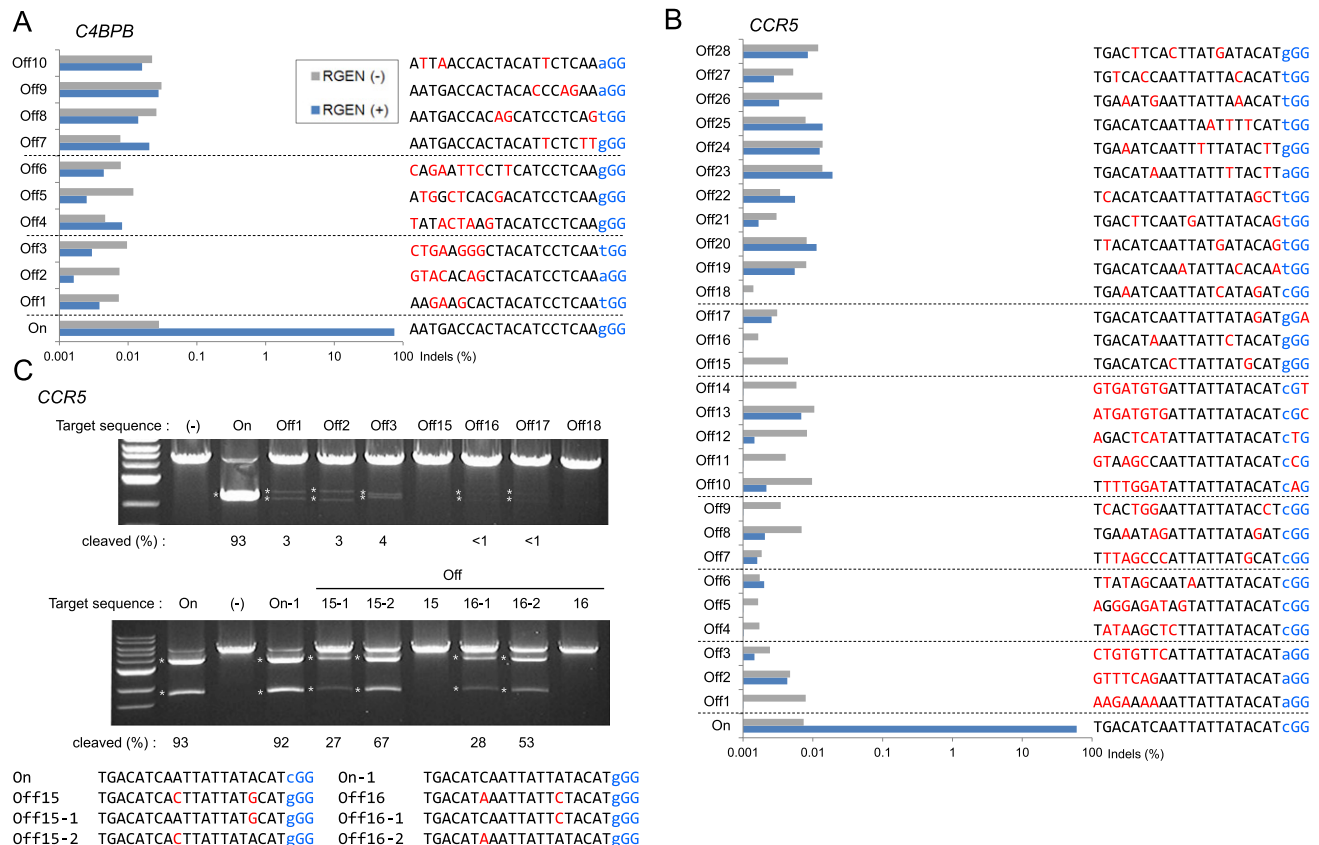 A
C4BPB
Off10 ATTAACCACTACATTCTCAAaGG
Off9 AATGACCACTACACCCAGAAaGG
Off8 AATGACCACAGCATCCTCAGtGG
Off7 AATGACCACTACATTCTCTTgGG
Off6 CAGAATTCCTTCATCCTCAAgGG
Off5 ATGGCTCACGACATCCTCAAgGG
Off4 TATACTAAGTACATCCTCAAgGG
Off3 CTGAAGGGCTACATCCTCAAtGG
Off2 GTACACAGCTACATCCTCAAaGG
Off1 AAGAAGCACTACATCCTCAAtGG
On AATGACCACTACATCCTCAAgGG
0.001 0.01 0.1 1 10 100 Indels (%)
RGEN (-)
RGEN (+)
B
CCR5
Off28 TGACTTCACTTATGATACATgGG
Off27 TGTCACCAATTATTACACATtGG
Off26 TGAAATGAATTATTAAACATtGG
Off25 TGACATCAATTAATTTTCATtGG
Off24 TGAAATCAATTTTTATACTTgGG
Off23 TGACATAAATTATTTTACTTaGG
Off22 TCACATCAATTATTATAGCTtGG
Off21 TGACTTCAATGATTATACAGtGG
Off20 TTACATCAATTATGATACAGtGG
Off19 TGACATCAAATATTACACAAtGG
Off18 TGAAATCAATTATCATAGATcGG
Off17 TGACATCAATTATTATAGATgGA
Off16 TGACATAAATTATTCTACATgGG
Off15 TGACATCACTTATTATGCATgGG
Off14 GTGATGTGATTATTATACATcGT
Off13 ATGATGTGATTATTATACATcGC
Off12 AGACTCATATTATTATACATcTG
Off11 GTAAGCCAATTATTATACATcCG
Off10 TTTTGGATATTATTATACATcAG
Off9 TCACTGGAATTATTATACCTcGG
Off8 TGAAATAGATTATTATAGATcGG
Off7 TTTAGCCCATTATTATGCATcGG
Off6 TTATAGCAATAATTATACATcGG
Off5 AGGGAGATAGTATTATACATcGG
Off4 TATAAGCTCTTATTATACATcGG
Off3 CTGTGTTCATTATTATACATaGG
Off2 GTTTCAGAATTATTATACATaGG
Off1 AAGAAAAAATTATTATACATaGG
On TGACATCAATTATTATACATcGG
0.001 0.01 0.1 1 10 100
Indels (%)
C
CCR5
Target sequence : (-) On Off1 Off2 Off3 Off15 Off16 Off17 Off18
* * * * * * *
cleaved (%) : 93 3 3 4 <1 <1
Off
Target sequence : On (-) On-1 15-1 15-2 15 16-1 16-2 16
* * * * * *
cleaved (%) : 93 92 27 67 28 53
On TGACATCAATTATTATACATcGG
Off15 TGACATCACTTATTATGCATgGG
Off15-1 TGACATCAATTATTATGCATgGG
Off15-2 TGACATCACTTATTATACATgGG
On-1 TGACATCAATTATTATACATgGG
Off16 TGACATAAATTATTCTACATgGG
Off16-1 TGACATCAATTATTCTACATgGG
Off16-2 TGACATAAATTATTATACATgGG